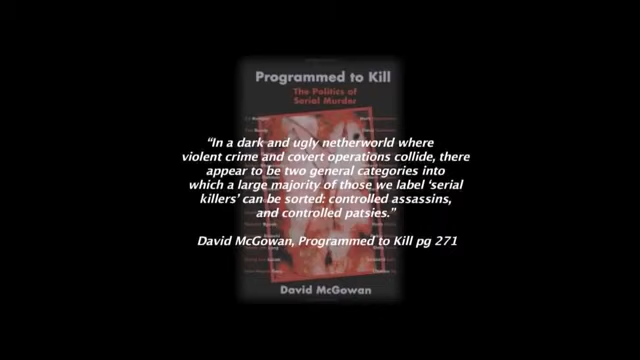 Programmed to Kill
The Politics of
Serial Murder
“In a dark and ugly netherworld where
violent crime and covert operations collide, there
appear to be two general categories into
which a large majority of those we label ‘serial
killers’ can be sorted: controlled assassins,
and controlled patsies.”
David McGowan, Programmed to Kill pg 271
David McGowan